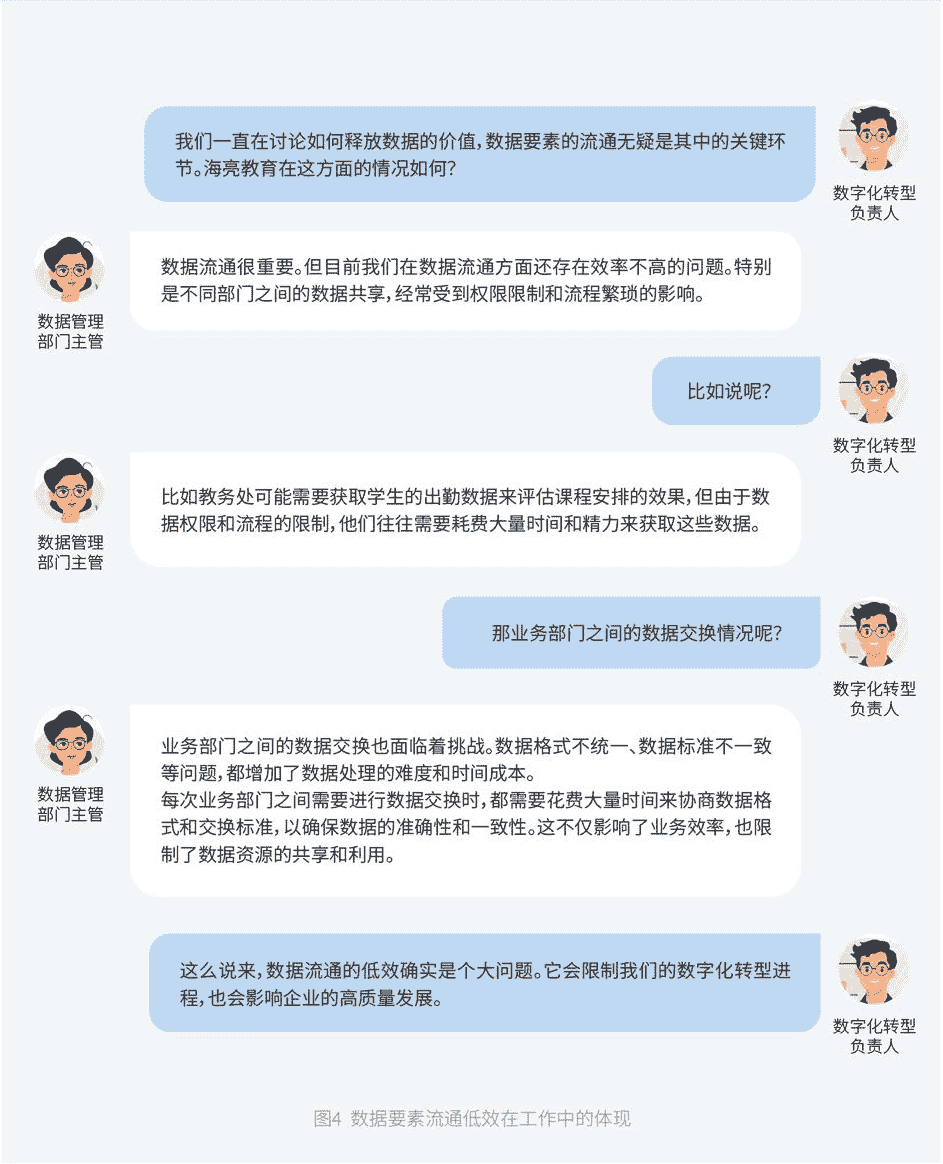 我们一直在讨论如何释放数据的价值，数据要素的流通无疑是其中的关键环
节。海亮教育在这方面的情况如何？
数字化转型
负责人
数据流通很重要。但目前我们在数据流通方面还存在效率不高的问题。特别
是不同部门之间的数据共享，经常受到权限限制和流程繁琐的影响。
数据管理
部门主管
比如说呢？
数字化转型
负责人
比如教务处可能需要获取学生的出勤数据来评估课程安排的效果，但由于数
据权限和流程的限制，他们往往需要耗费大量时间和精力来获取这些数据。
数据管理
部门主管
那业务部门之间的数据交换情况呢？
数字化转型
负责人
业务部门之间的数据交换也面临着挑战。数据格式不统一、数据标准不一致
等问题，都增加了数据处理的难度和时间成本。
每次业务部门之间需要进行数据交换时，都需要花费大量时间来协商数据格
式和交换标准，以确保数据的准确性和一致性。这不仅影响了业务效率，也限
制了数据资源的共享和利用。
数据管理
部门主管
这么说来，数据流通的低效确实是个大问题。它会限制我们的数字化转型进
程，也会影响企业的高质量发展。
数字化转型
负责人
图4 数据要素流通低效在工作中的体现